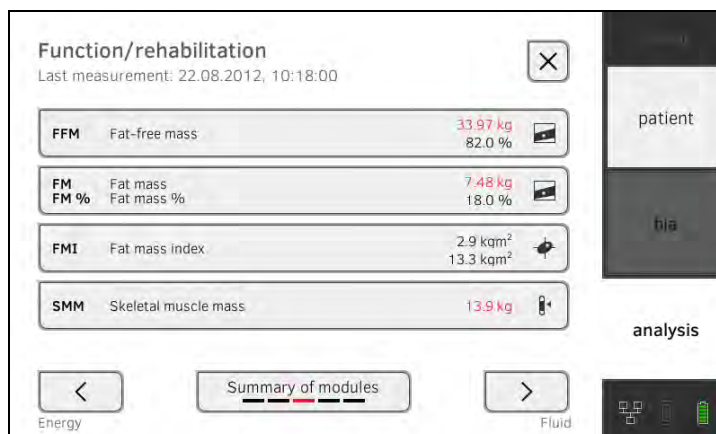 Function/rehabilitation
Last measurement: 22.08.2012, 10:18:00
FFM Fat-free mass 33.97 kg
82.0 %
FM Fat mass 7.48 kg
FM % Fat mass % 18.0 %
FMI Fat mass index 2.9 kgm²
13.3 kgm²
SMM Skeletal muscle mass 13.9 kg
Summary of modules
Energy Fluid
patient
bia
analysis